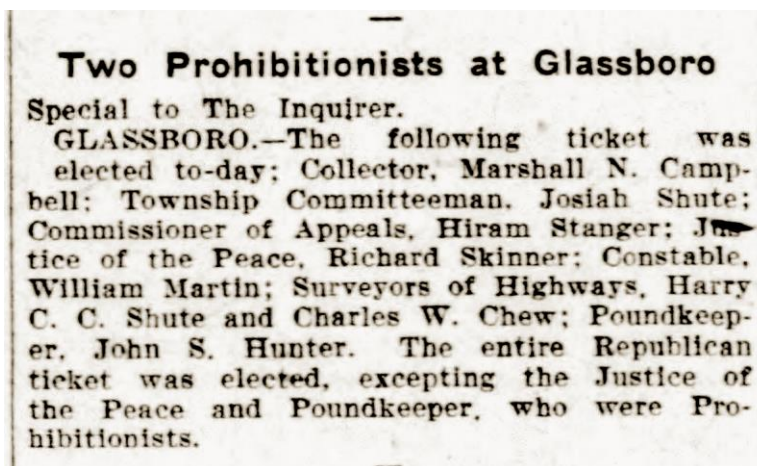 Two Prohibitionists at Glassboro
Special to The Inquirer.
GLASSBORO.—The following ticket was
elected to-day: Collector, Marshall N. Camp-
bell; Township Committeeman, Josiah Shute;
Commissioner of Appeals, Hiram Stanger; Jus-
tice of the Peace, Richard Skinner; Constable,
William Martin; Surveyors of Highways, Harry
C. C. Shute and Charles W. Chew; Poundkeep-
er, John S. Hunter. The entire Republican
ticket was elected, excepting the Justice of
the Peace and Poundkeeper, who were Pro-
hibitionists.